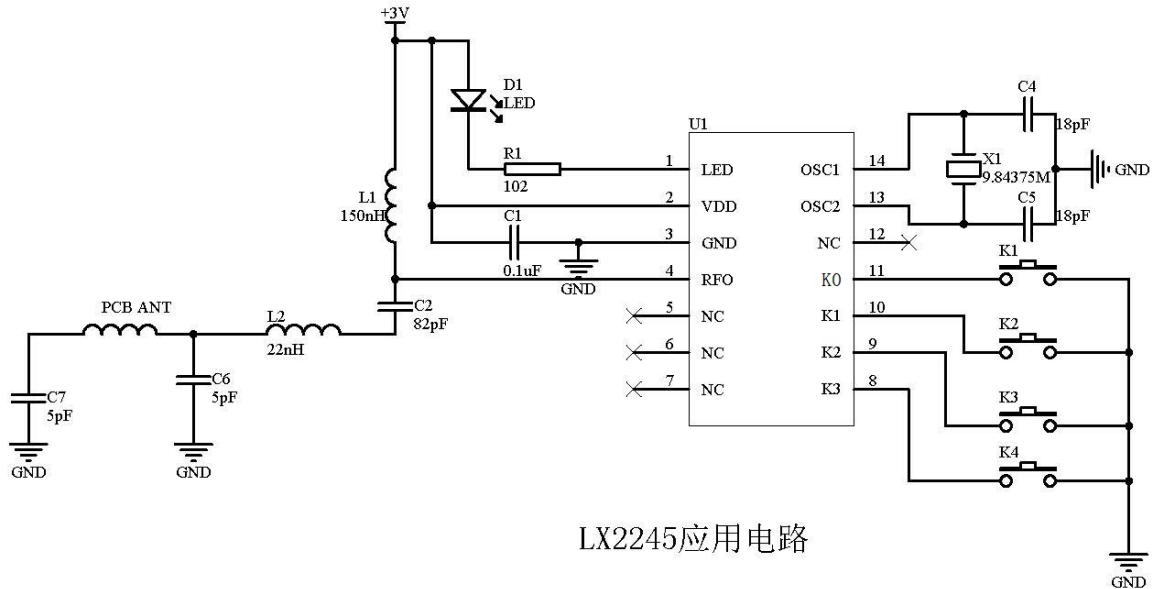 +3V
D1
LED
R1
102
L1
150nH
C1
0.1uF
GND
C2
82pF
PCB ANT
L2
22nH
C7
5pF
GND
C6
5pF
GND
U1
1 LED
2 VDD
3 GND
4 RFO
5 NC
6 NC
7 NC
OSC1 14
OSC2 13
NC 12
K0 11
K1 10
K2 9
K3 8
C4
18pF
X1
9.84375M
GND
C5
18pF
K1
K2
K3
K4
GND
LX2245应用电路